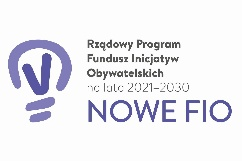 Rządowy Program
Fundusz Inicjatyw
Obywatelskich
na lata 2021–2030
NOWE FIO